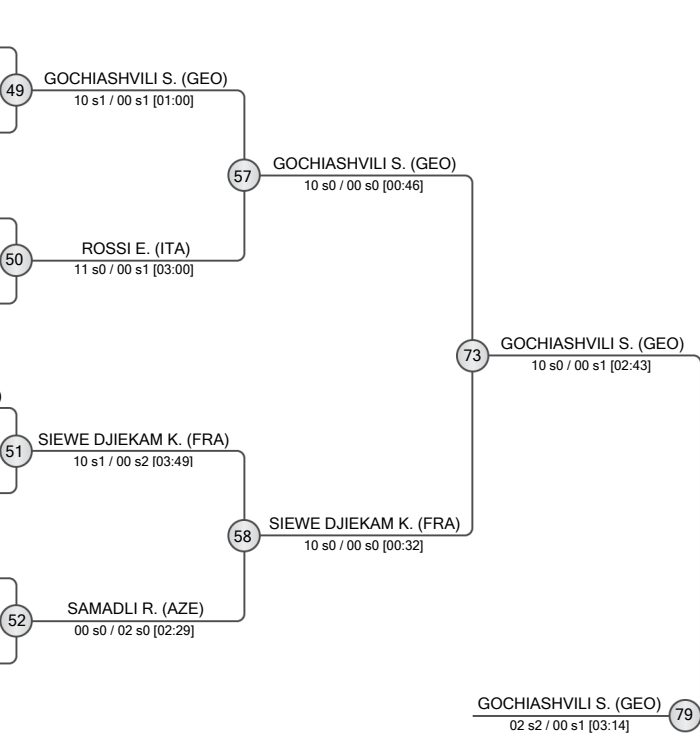 GOCHIASHVILI S. (GEO)
49
10 s1 / 00 s1 [01:00]
GOCHIASHVILI S. (GEO)
57
10 s0 / 00 s0 [00:46]
ROSSI E. (ITA)
50
11 s0 / 00 s1 [03:00]
GOCHIASHVILI S. (GEO)
73
10 s0 / 00 s1 [02:43]
)
SIEWE DJIEKAM K. (FRA)
51
10 s1 / 00 s2 [03:49]
SIEWE DJIEKAM K. (FRA)
58
10 s0 / 00 s0 [00:32]
SAMADLI R. (AZE)
52
00 s0 / 02 s0 [02:29]
GOCHIASHVILI S. (GEO)
79
02 s2 / 00 s1 [03:14]